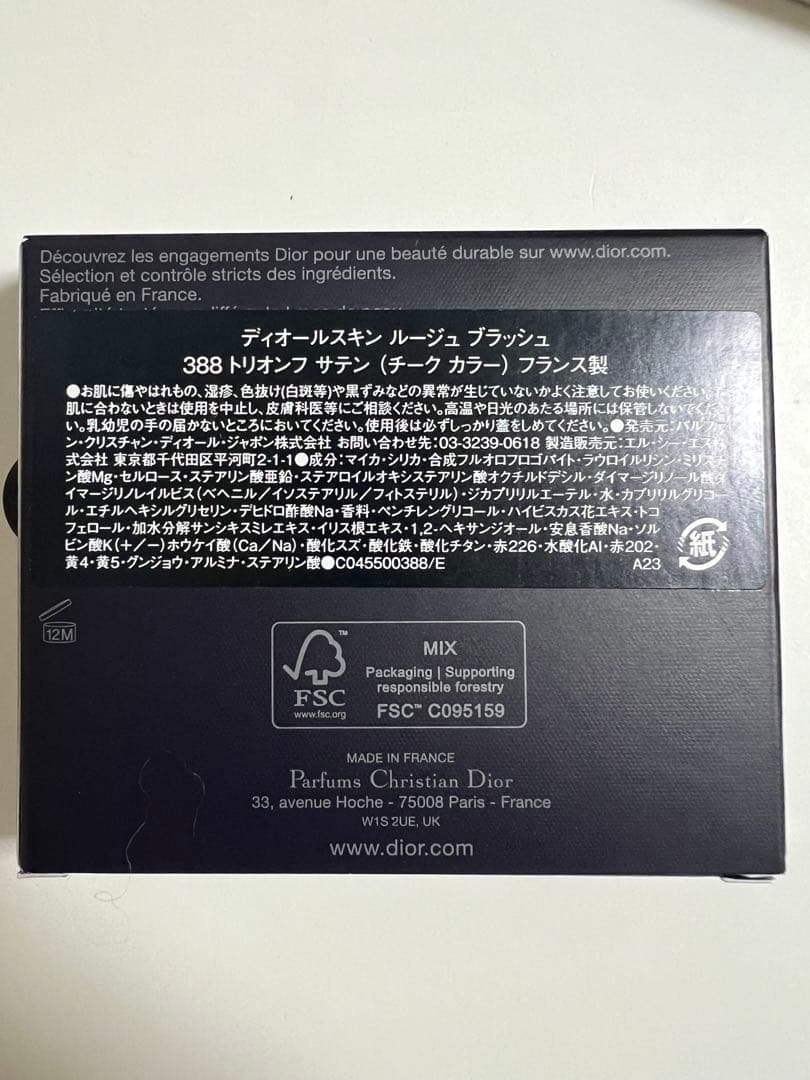 Découvrez les engagements Dior pour une beauté durable sur www.dior.com.
Sélection et contrôle stricts des ingrédients.
Fabriqué en France.
ディオールスキン ルージュ ブラッシュ
388 トリオンフ サテン (チーク カラー) フランス製
●お肌に傷やはれもの、湿疹、色抜け(白斑等)や黒ずみなどの異常が生じていないかよく注意してお使いください。
肌に合わないときは使用を中止し、皮膚科医等にご相談ください。高温や日光のあたる場所には保管しないでくださ
い。乳幼児の手の届かないところにおいてください。使用後は必ずしっかり蓋をしめてください。●発売元:パルファ
ン・クリスチャン・ディオール・ジャポン株式会社 お問い合わせ先:03-3239-0618 製造販売元:エル・シー・エス株
式会社 東京都千代田区平河町2-1-1●成分:マイカ・シリカ・合成フルオロフロゴパイト・ラウロイルリシン・ミリスチ
ン酸Mg・セルロース・ステアリン酸亜鉛・ステアロイルオキシステアリン酸オクチルドデシル・ダイマージリノール酸ダ
イマージリノレイルビス(ベヘニル/イソステアリル/フィトステリル)・ジカプリリルエーテル・水・カプリリルグリコー
ル・エチルヘキシルグリセリン・デヒドロ酢酸Na・香料・ペンチレングリコール・ハイビスカス花エキス・トコ
フェロール・加水分解サンシキスミレエキス・イリス根エキス・1,2-ヘキサンジオール・安息香酸Na・ソル
ビン酸K(+/−)ホウケイ酸(Ca/Na)・酸化スズ・酸化鉄・酸化チタン・赤226・水酸化Al・赤202・
黄4・黄5・グンジョウ・アルミナ・ステアリン酸●C045500388/E
A23
紙
12M
FSC™
www.fsc.org
MIX
Packaging | Supporting
responsible forestry
FSC™ C095159
MADE IN FRANCE
Parfums Christian Dior
33, avenue Hoche - 75008 Paris - France
W1S 2UE, UK
www.dior.com